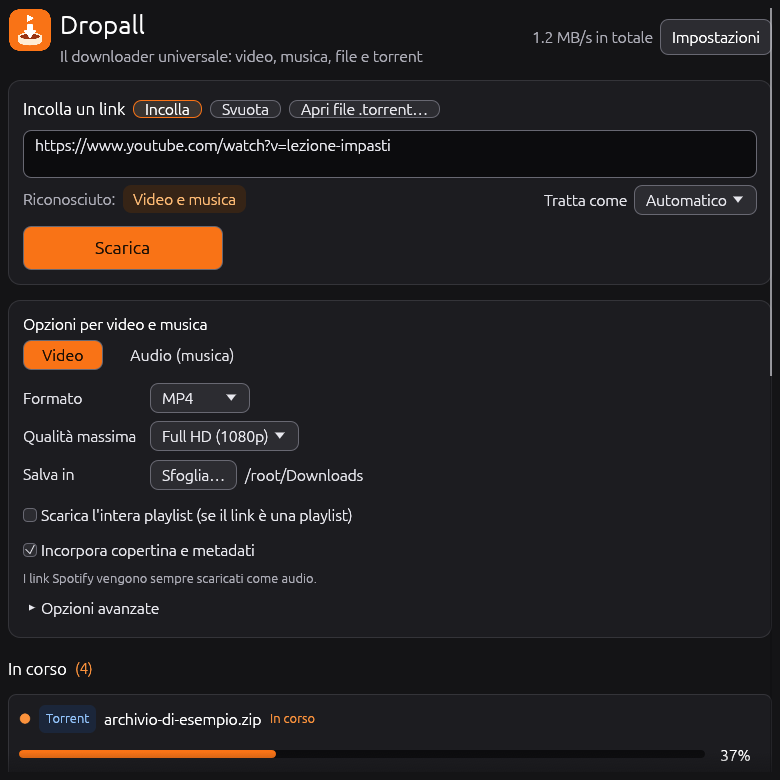 Dropall
Il downloader universale: video, musica, file e torrent
1.2 MB/s in totale
Impostazioni
Incolla un link
Incolla
Svuota
Apri file .torrent…
https://www.youtube.com/watch?v=lezione-impasti
Riconosciuto:
Video e musica
Tratta come
Automatico
Scarica
Opzioni per video e musica
Video
Audio (musica)
Formato
MP4
Qualità massima
Full HD (1080p)
Salva in
Sfoglia…
/root/Downloads
Scarica l'intera playlist (se il link è una playlist)
Incorpora copertina e metadati
I link Spotify vengono sempre scaricati come audio.
Opzioni avanzate
In corso (4)
Torrent
archivio-di-esempio.zip
In corso
37%